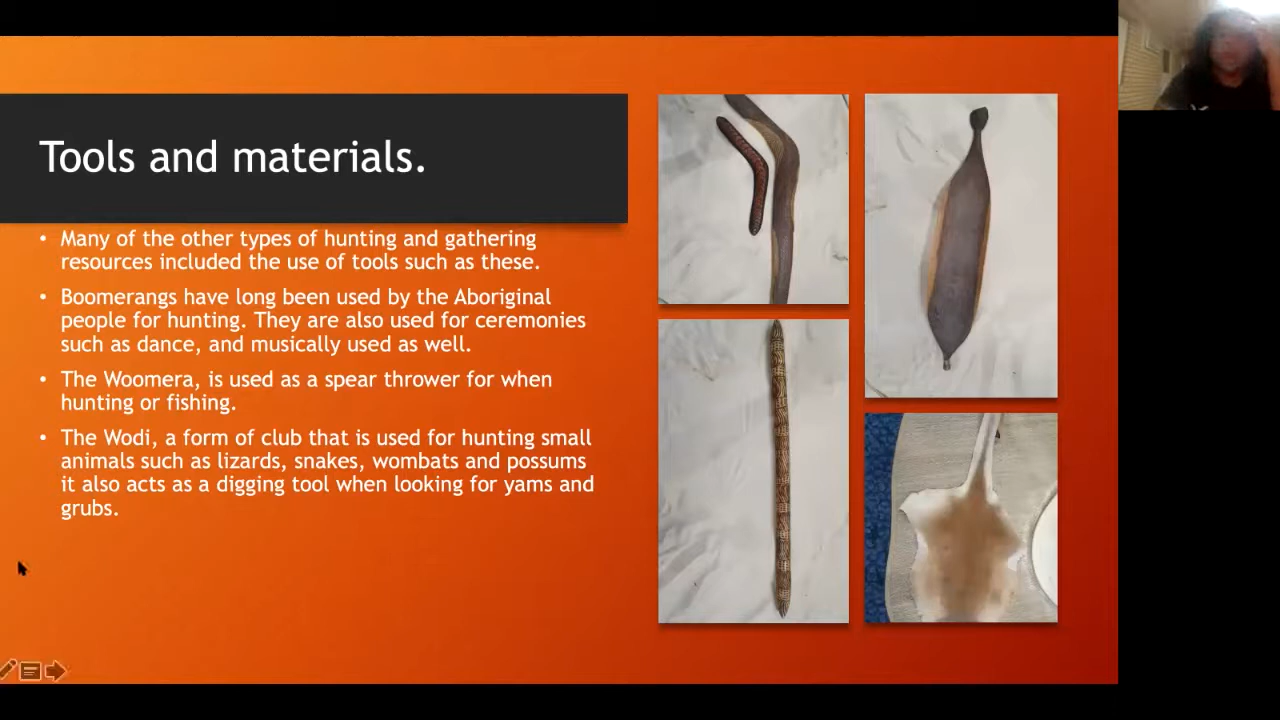 Tools and materials.
• Many of the other types of hunting and gathering
resources included the use of tools such as these.
• Boomerangs have long been used by the Aboriginal
people for hunting. They are also used for ceremonies
such as dance, and musically used as well.
• The Woomera, is used as a spear thrower for when
hunting or fishing.
• The Wodi, a form of club that is used for hunting small
animals such as lizards, snakes, wombats and possums
it also acts as a digging tool when looking for yams and
grubs.